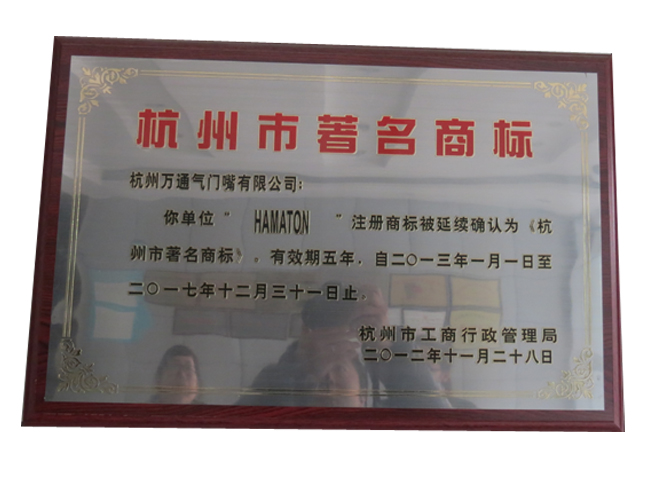 杭州市著名商标
杭州万通气门嘴有限公司：
你单位“ HAMATON ”注册商标被延续确认为《杭
州市著名商标》。有效期五年，自二〇一三年一月一日至
二〇一七年十二月三十一日止。
杭州市工商行政管理局
二〇一二年十一月二十八日